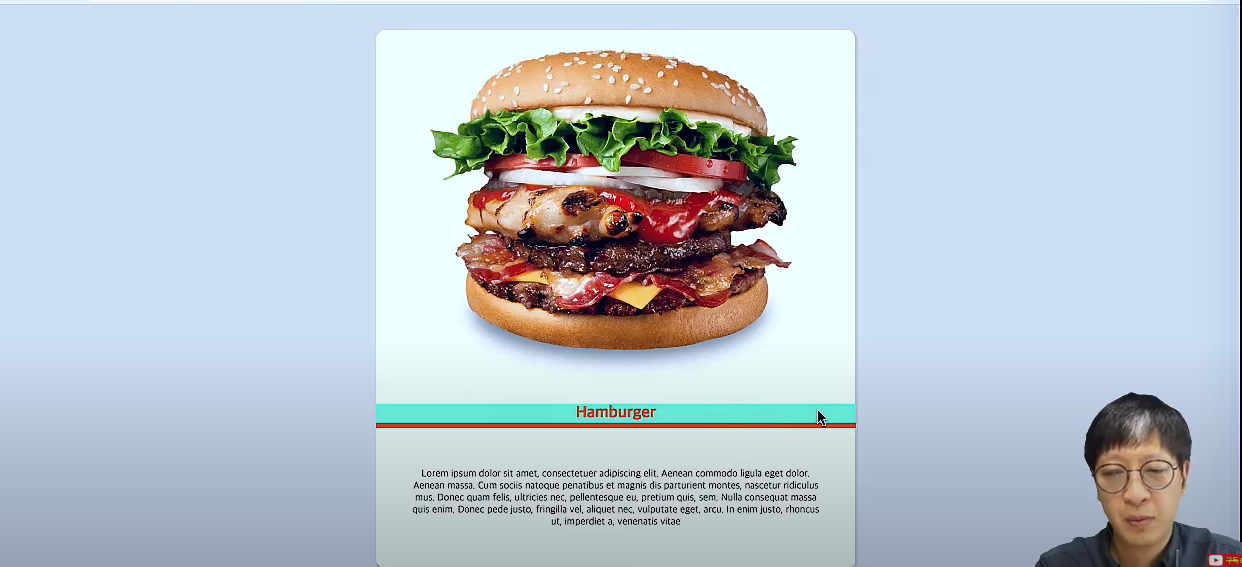 Hamburger
Lorem ipsum dolor sit amet, consectetuer adipiscing elit. Aenean commodo ligula eget dolor.
Aenean massa. Cum sociis natoque penatibus et magnis dis parturient montes, nascetur ridiculus
mus. Donec quam felis, ultricies nec, pellentesque eu, pretium quis, sem. Nulla consequat massa
quis enim. Donec pede justo, fringilla vel, aliquet nec, vulputate eget, arcu. In enim justo, rhoncus
ut, imperdiet a, venenatis vitae
구독